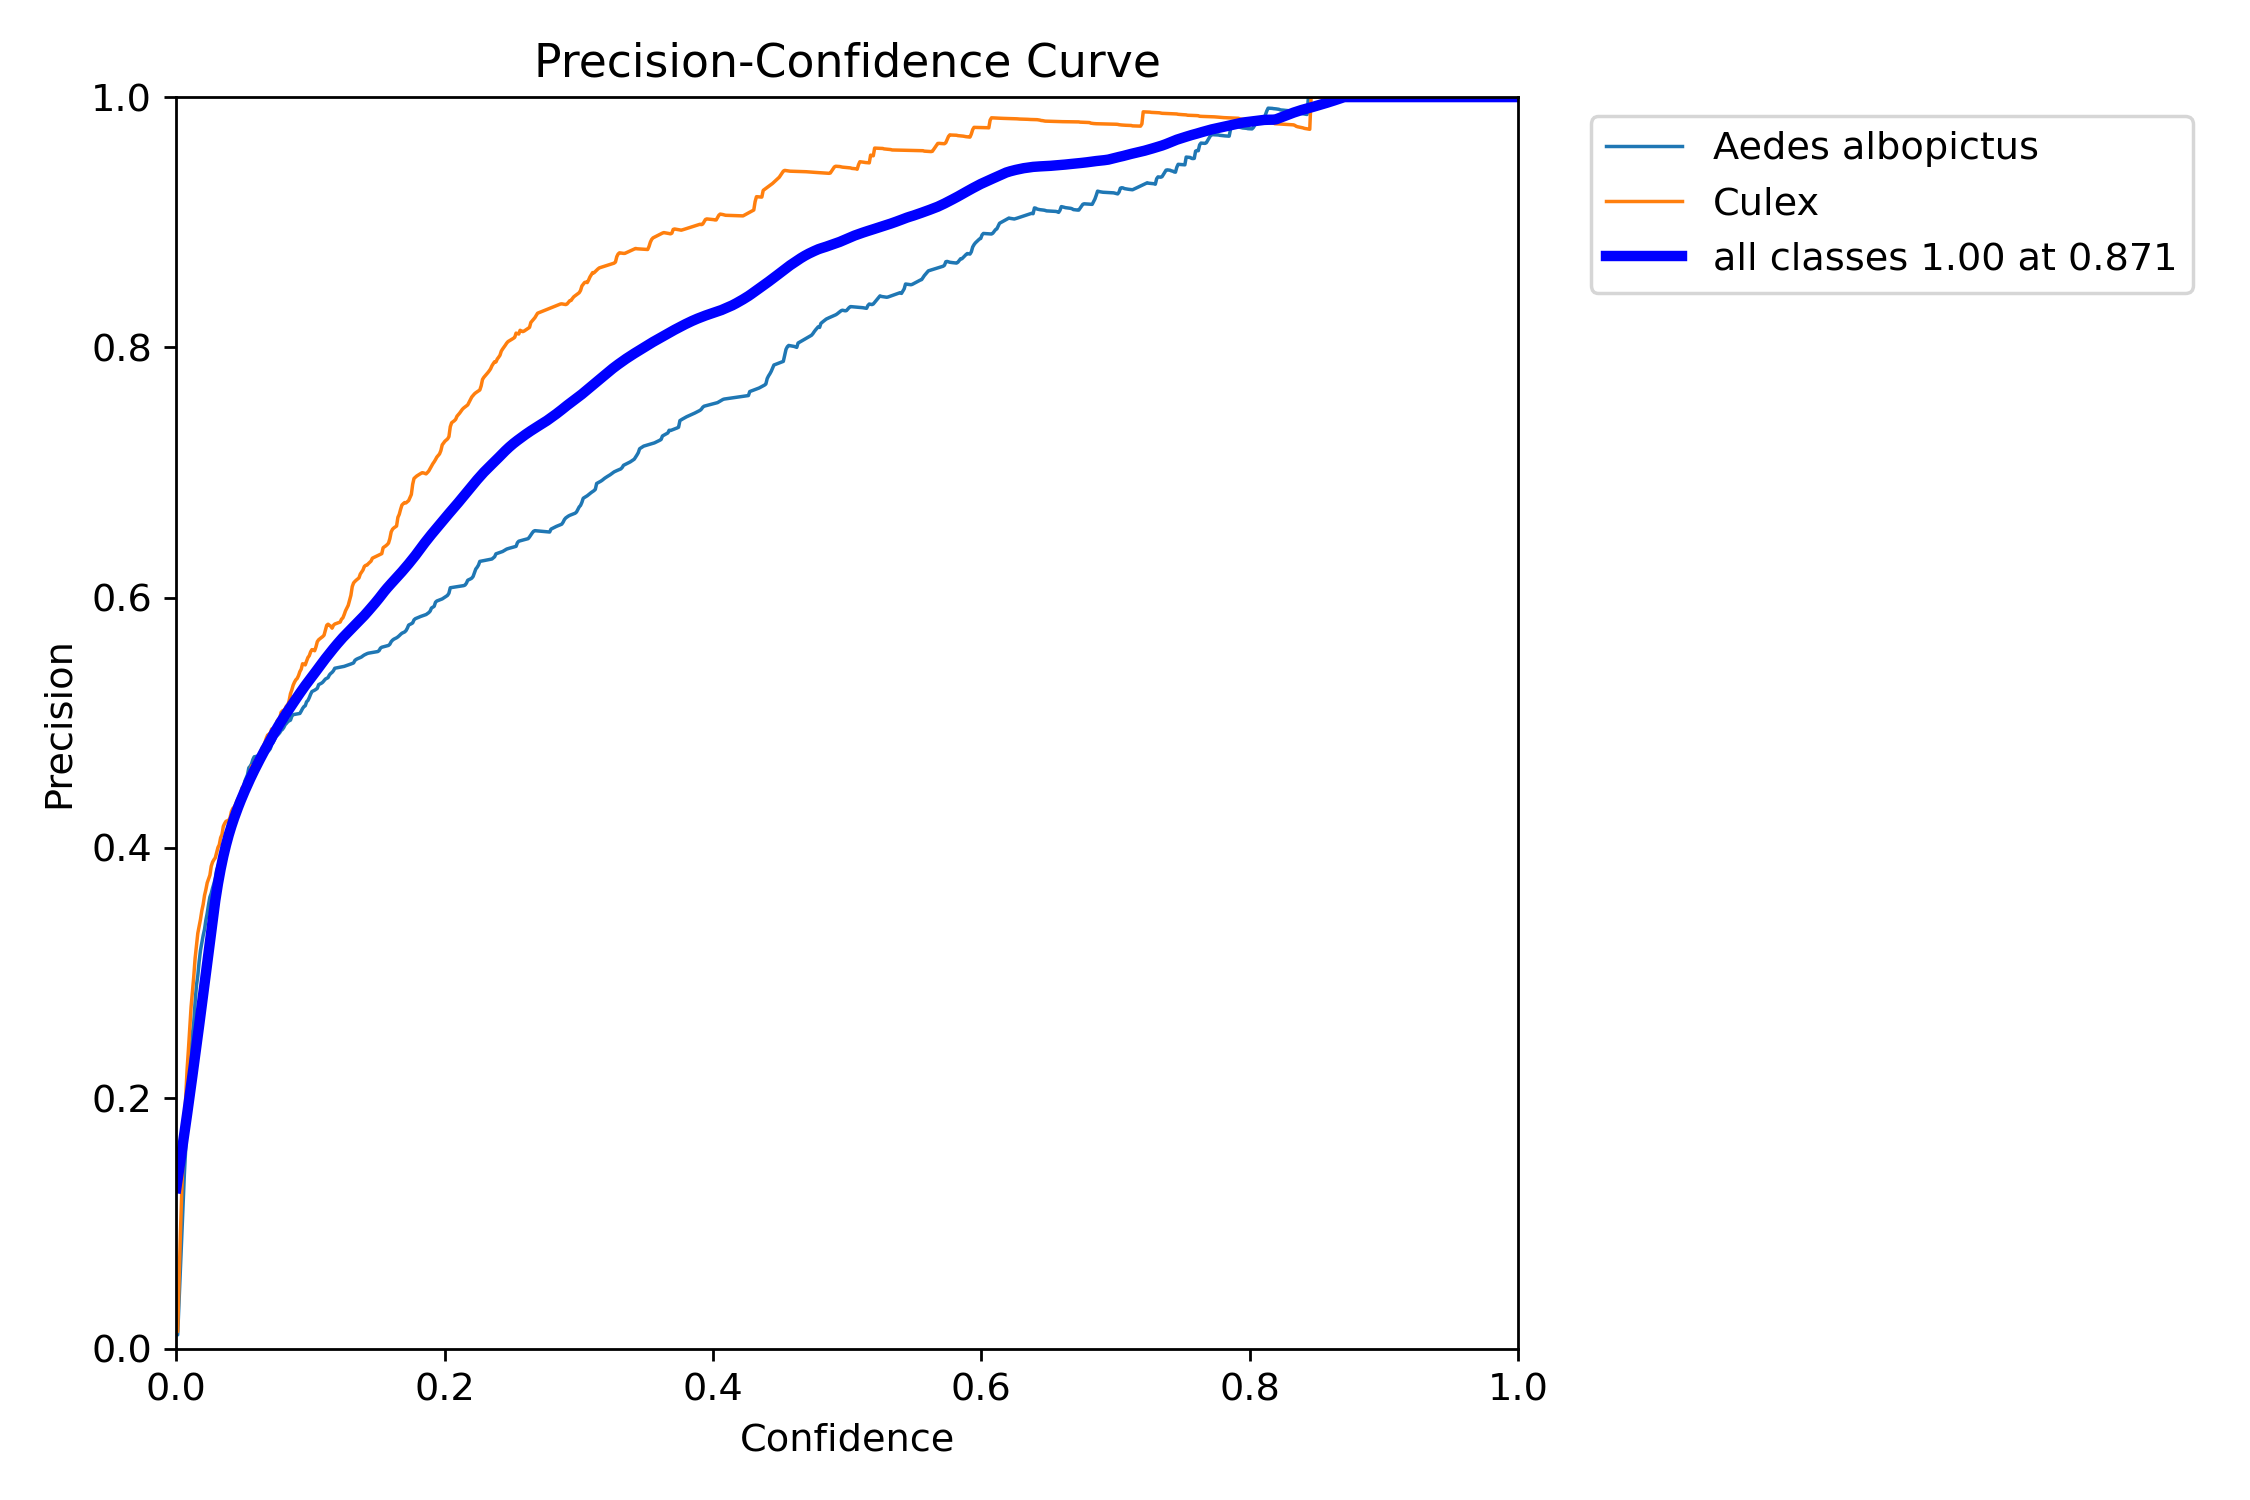 Precision-Confidence Curve
1.0
0.8
0.6
0.4
0.2
0.0
Precision
0.0 0.2 0.4 0.6 0.8 1.0
Confidence
Aedes albopictus
Culex
all classes 1.00 at 0.871